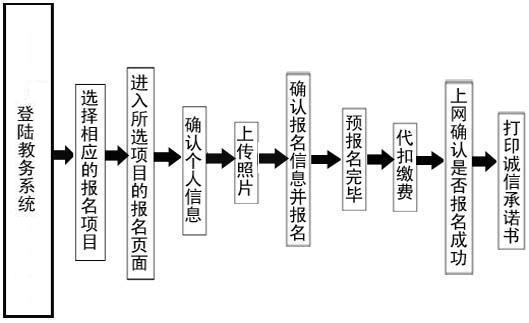 登陆教务系统
选择相应的报名项目
进入所选项目的报名页面
确认个人信息
上传照片
确认报名信息并报名
预报名完毕
代扣缴费
上网确认是否报名成功
打印诚信承诺书